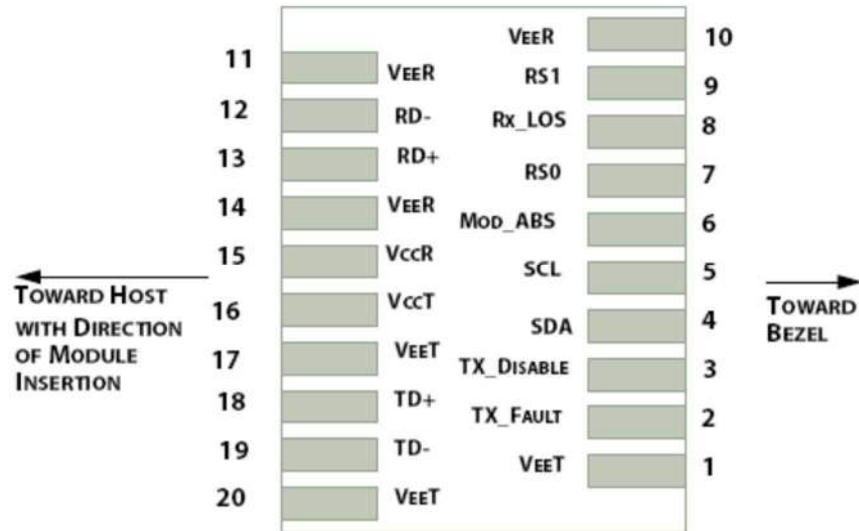 11 VEER
12 RD-
13 RD+
14 VEER
15 VCCR
16 VCCT
17 VEET
18 TD+
19 TD-
20 VEET
VEER 10
RS1 9
RX_LOS 8
RS0 7
MOD_ABS 6
SCL 5
SDA 4
TX_DISABLE 3
TX_FAULT 2
VEET 1
TOWARD HOST
WITH DIRECTION
OF MODULE
INSERTION
TOWARD
BEZEL